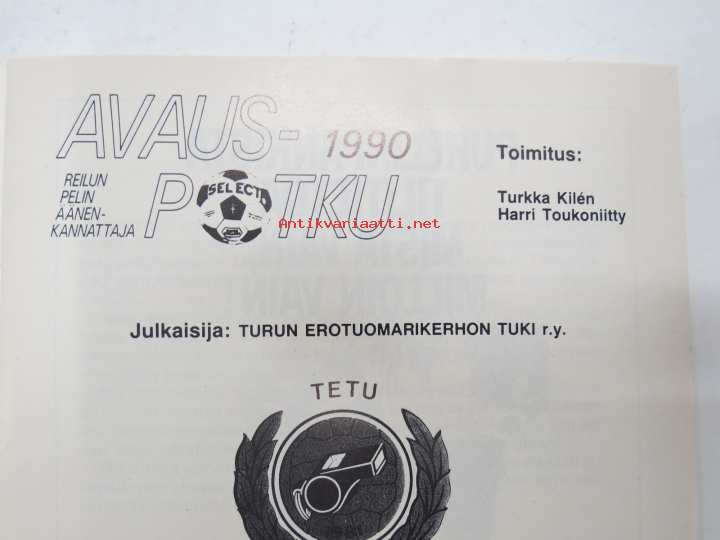 AVAUS- 1990
POTKU
REILUN
PELIN
ÄÄNEN-
KANNATTAJA
SELECT
Toimitus:
Turkka Kilén
Harri Toukoniitty
Antikvariaatti.net
Julkaisija: TURUN EROTUOMARIKERHON TUKI r.y.
TETU